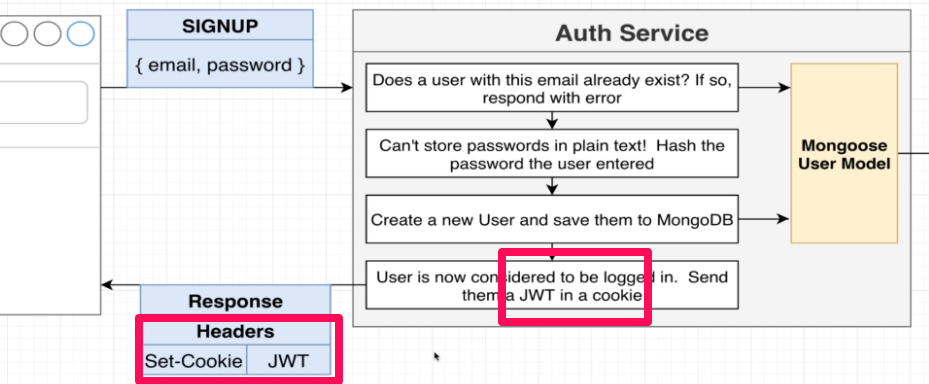 SIGNUP
{ email, password }
Auth Service
Does a user with this email already exist? If so,
respond with error
Can't store passwords in plain text! Hash the
password the user entered
Create a new User and save them to MongoDB
User is now considered to be logged in. Send
them a JWT in a cookie
Mongoose
User Model
Response
Headers
Set-Cookie JWT